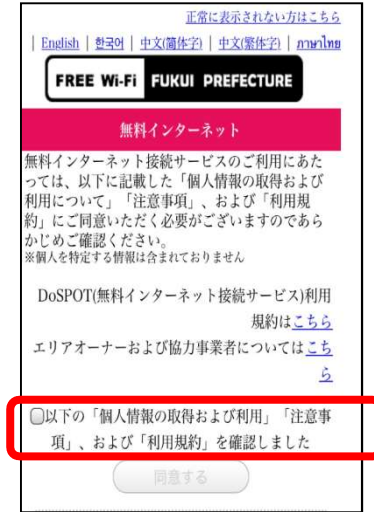 正常に表示されない方はこちら
| English | 한국어 | 中文(簡体字) | 中文(繁体字) | ภาษาไทย
FREE Wi-Fi FUKUI PREFECTURE
無料インターネット
無料インターネット接続サービスのご利用にあた
っては、以下に記載した「個人情報の取得および
利用について」「注意事項」、および「利用規
約」にご同意いただく必要がございますのであら
かじめご確認ください。
※個人を特定する情報は含まれておりません
DoSPOT(無料インターネット接続サービス)利用
規約はこちら
エリアオーナーおよび協力事業者についてはこち
ら
以下の「個人情報の取得および利用」「注意事
項」、および「利用規約」を確認しました
同意する